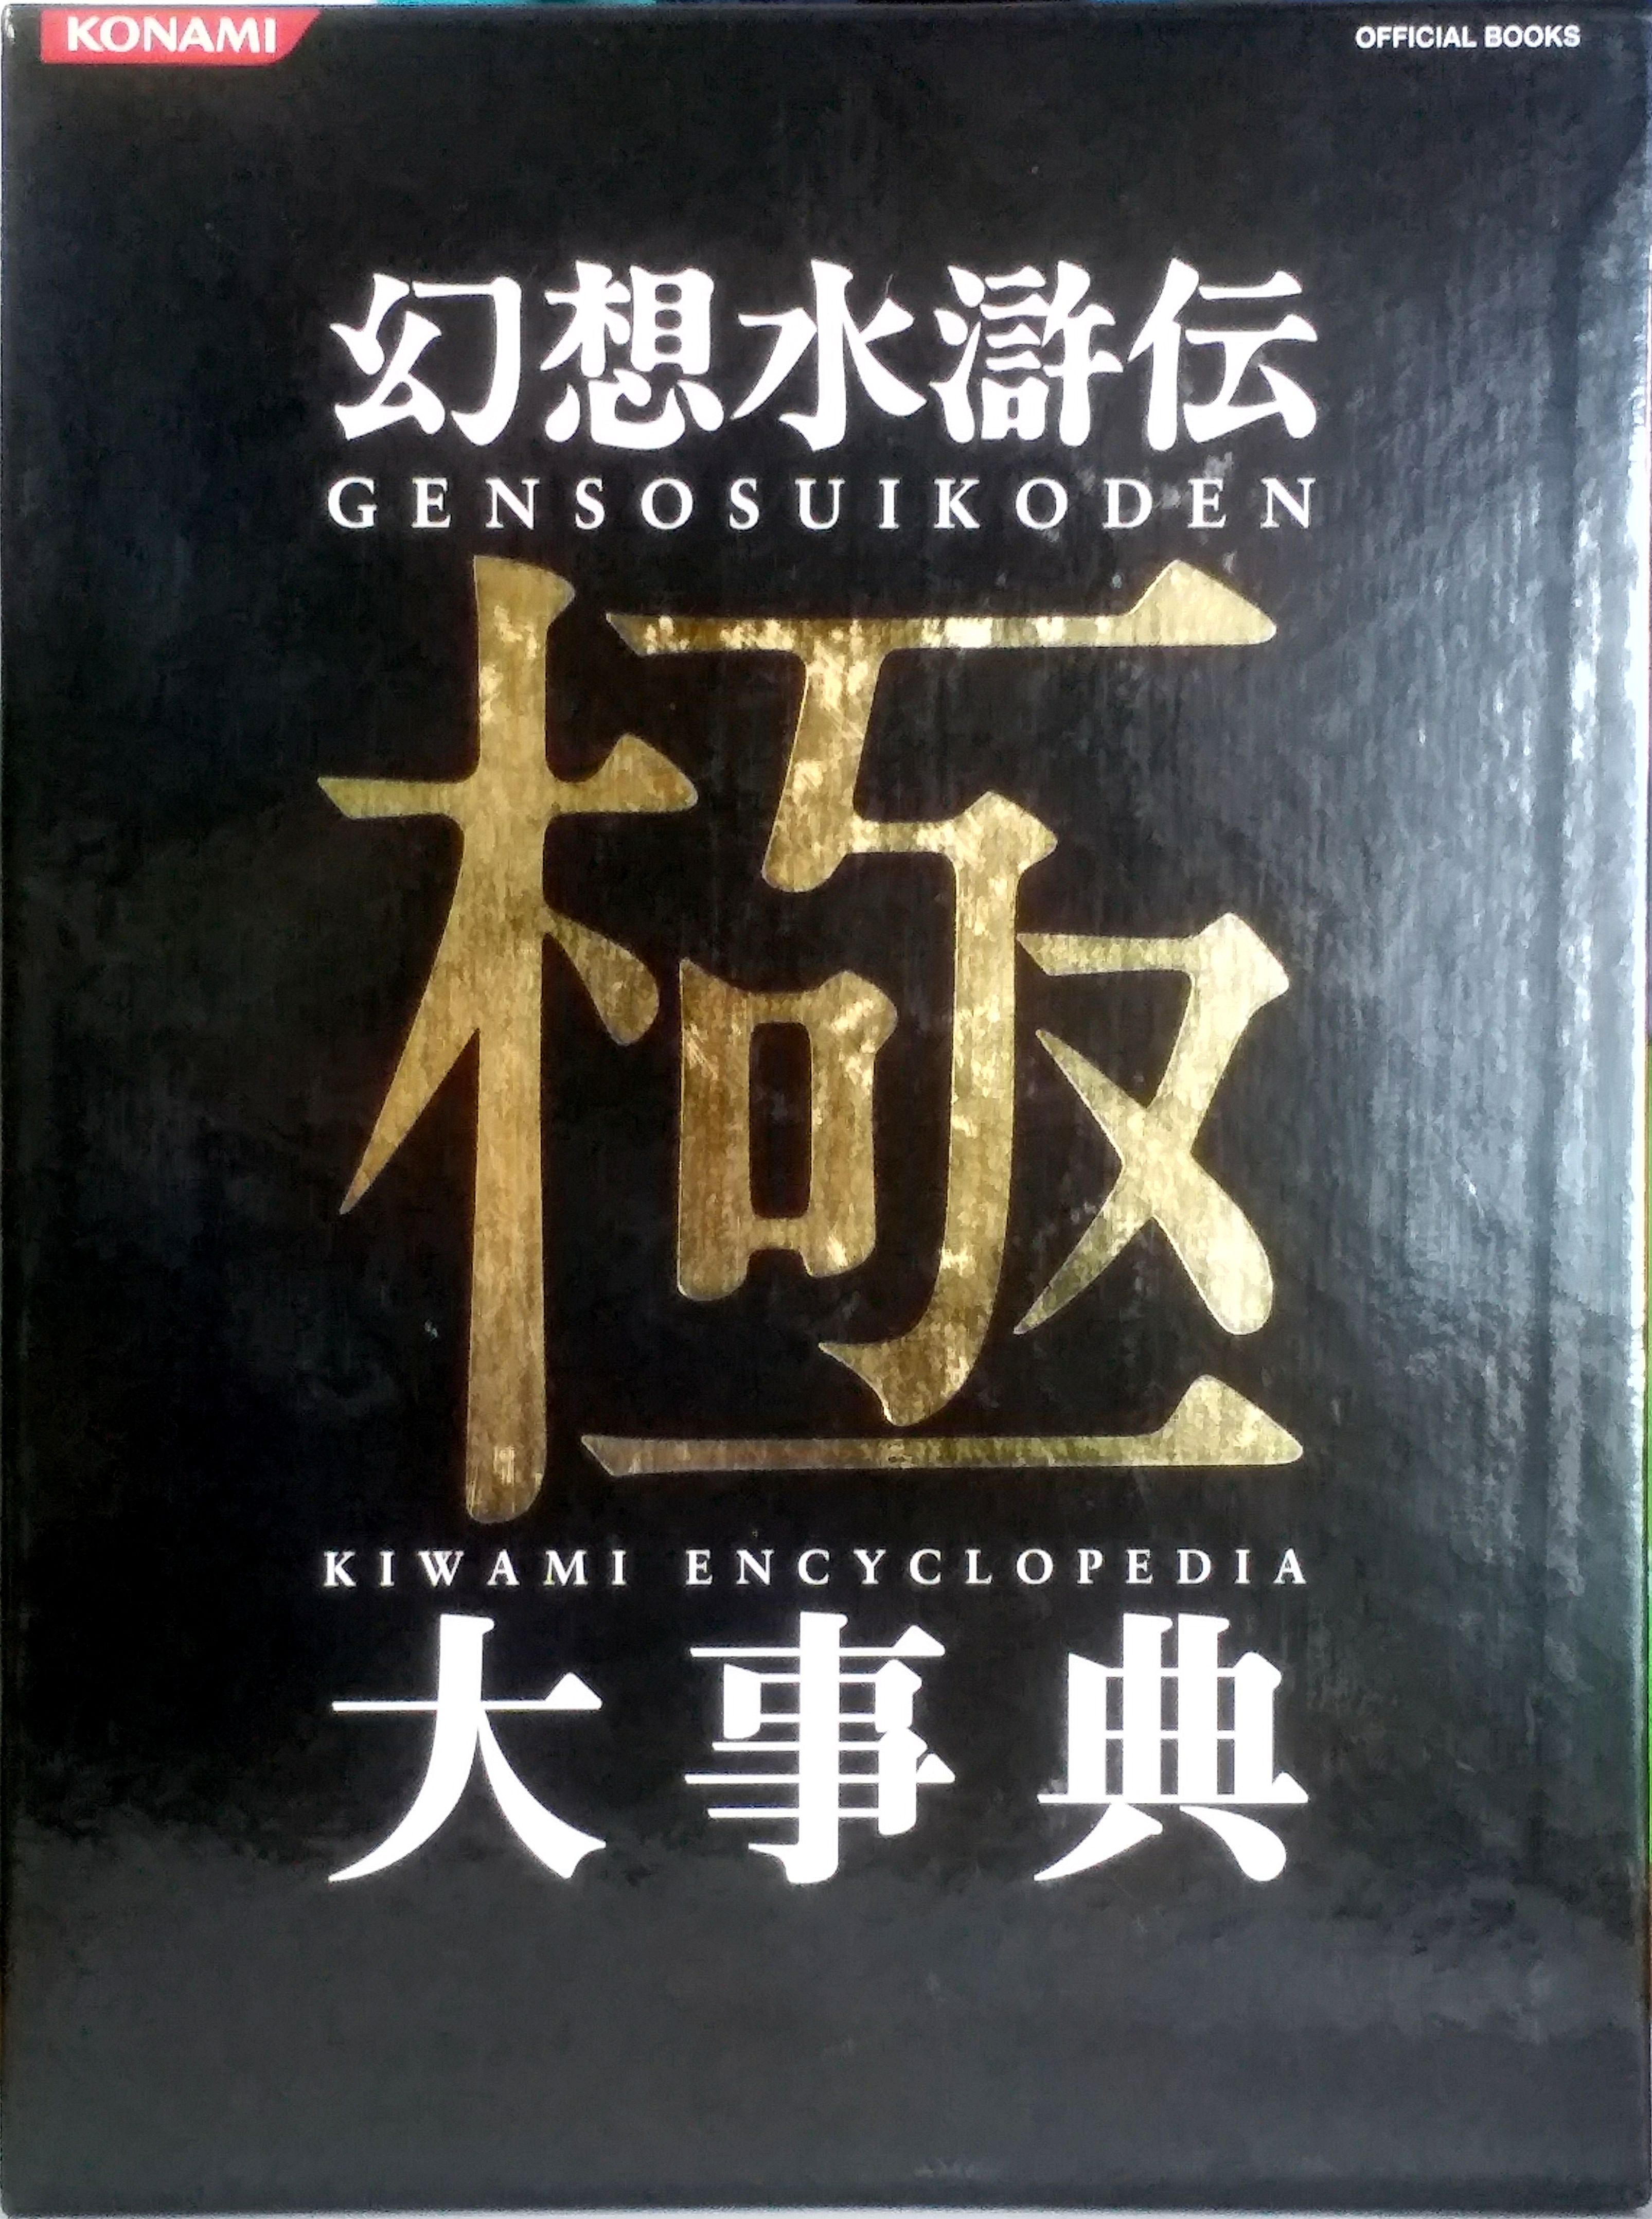 KONAMI
OFFICIAL BOOKS
幻想水滸伝
GENSOSUIKODEN
極
KIWAMI ENCYCLOPEDIA
大事典